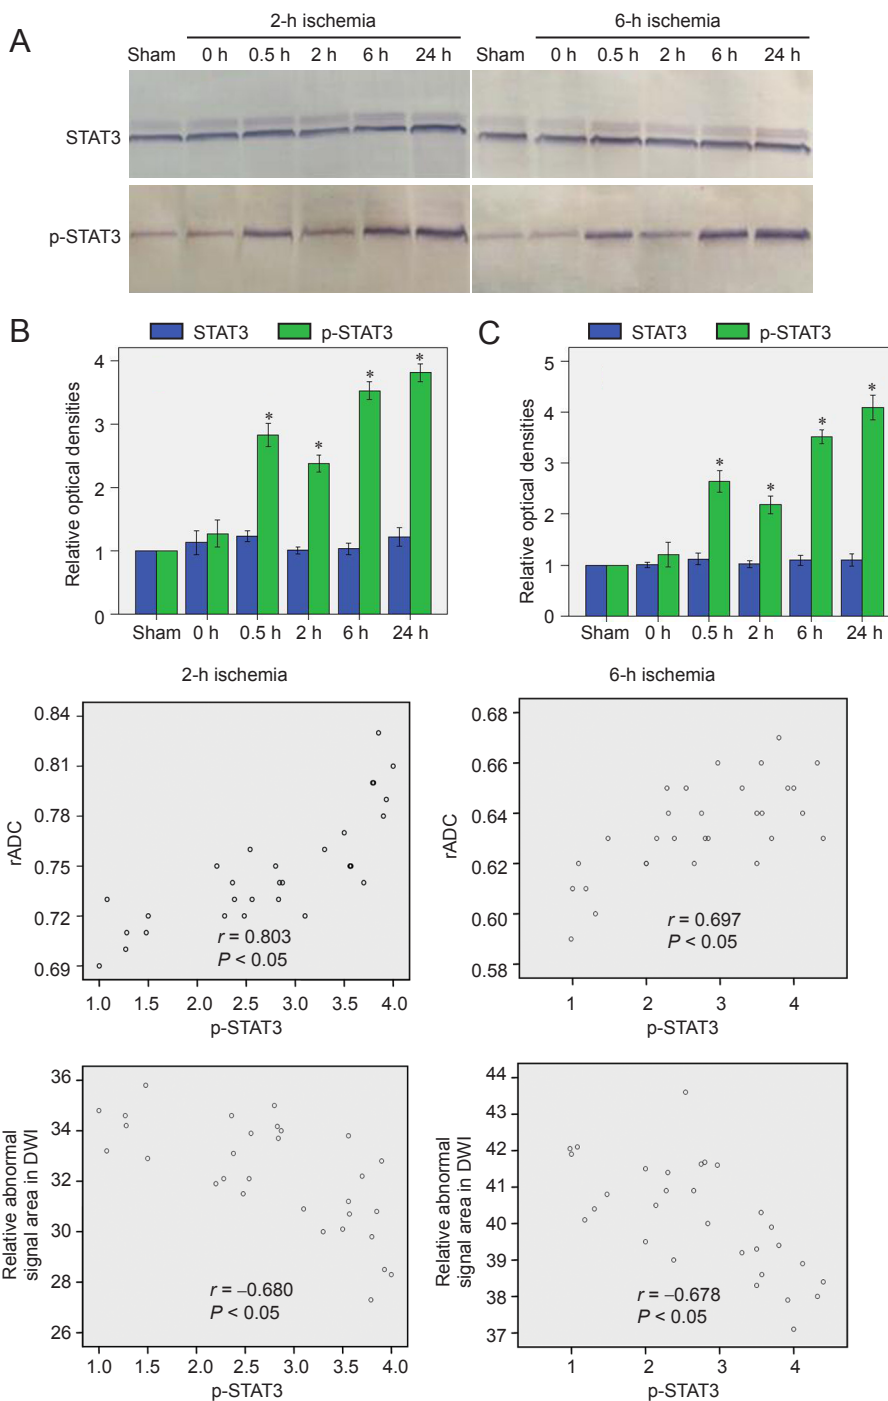 A
2-h ischemia
6-h ischemia
Sham 0 h 0.5 h 2 h 6 h 24 h Sham 0 h 0.5 h 2 h 6 h 24 h
STAT3
p-STAT3
B
STAT3 p-STAT3
Relative optical densities
4
3
2
1
0
* * * *
Sham 0 h 0.5 h 2 h 6 h 24 h
C
STAT3 p-STAT3
Relative optical densities
5
4
3
2
1
0
* * * *
Sham 0 h 0.5 h 2 h 6 h 24 h
2-h ischemia
rADC
0.84
0.81
0.78
0.75
0.72
0.69
r = 0.803
P < 0.05
1.0 1.5 2.0 2.5 3.0 3.5 4.0
p-STAT3
6-h ischemia
rADC
0.68
0.66
0.64
0.62
0.60
0.58
r = 0.697
P < 0.05
1 2 3 4
p-STAT3
Relative abnormal
signal area in DWI
36
34
32
30
28
26
r = –0.680
P < 0.05
1.0 1.5 2.0 2.5 3.0 3.5 4.0
p-STAT3
Relative abnormal
signal area in DWI
44
43
42
41
40
39
38
37
r = –0.678
P < 0.05
1 2 3 4
p-STAT3